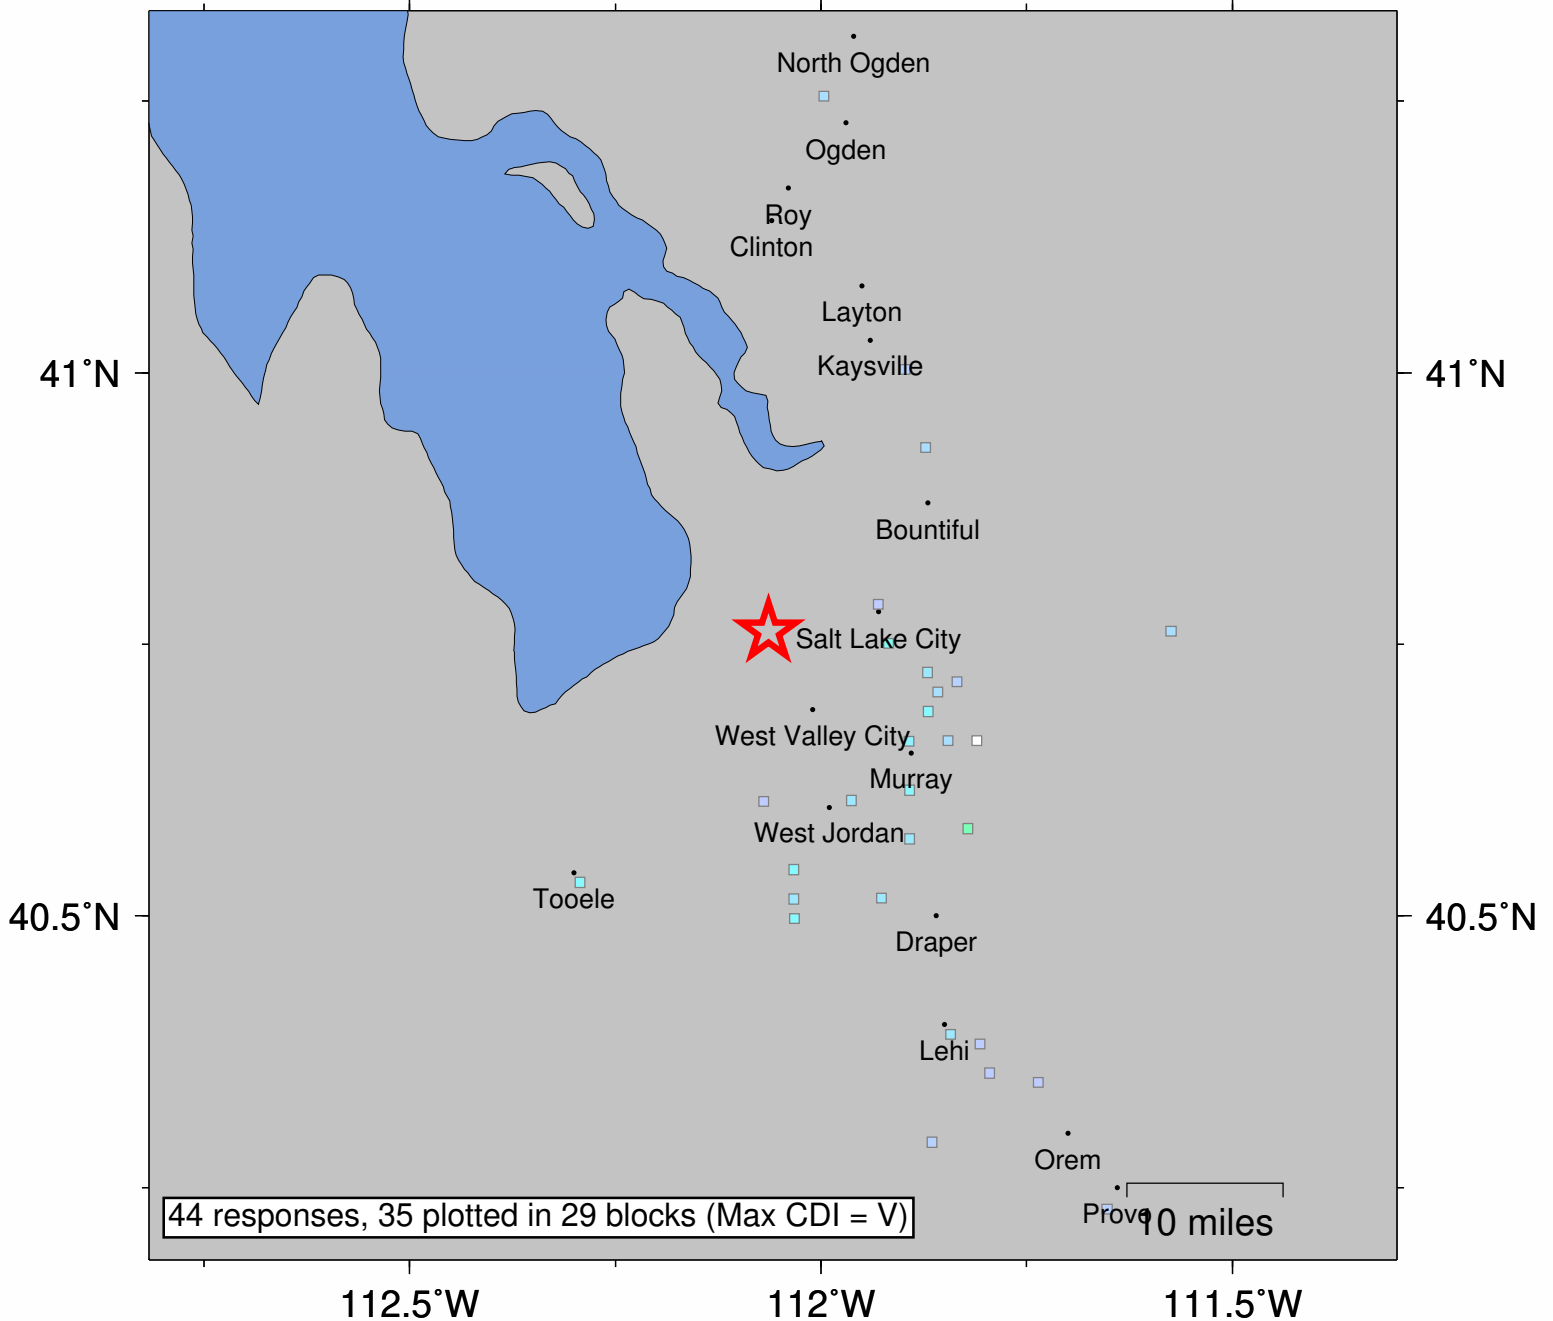 North Ogden
Ogden
Roy
Clinton
Layton
41°N
Kaysville
41°N
Bountiful
Salt Lake City
West Valley City
Murray
West Jordan
Tooele
40.5°N
40.5°N
Draper
Lehi
Orem
44 responses, 35 plotted in 29 blocks (Max CDI = V)
Provo
10 miles
112.5°W
112°W
111.5°W